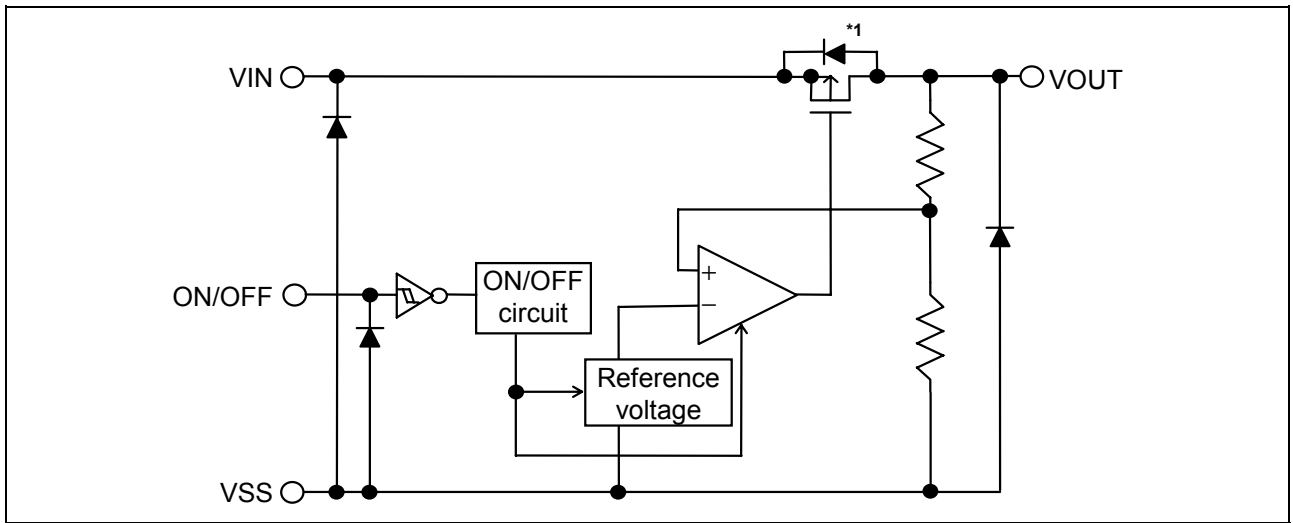 *1
VIN
VOUT
ON/OFF
ON/OFF
circuit
+
−
Reference
voltage
VSS